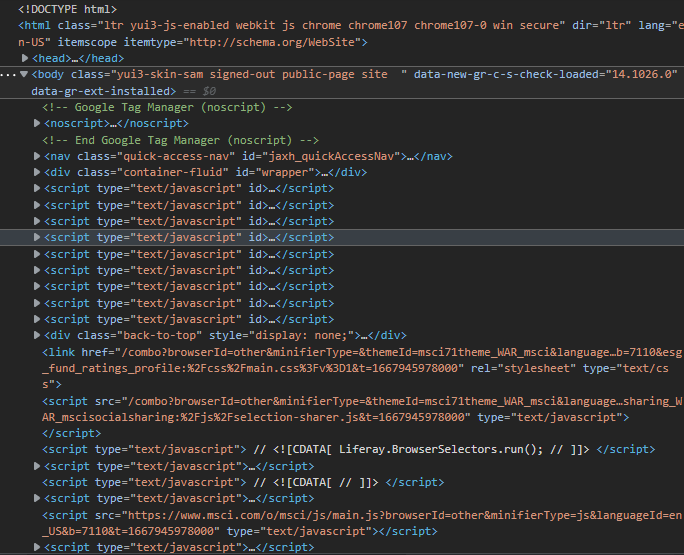 <!DOCTYPE html>
<html class="ltr yui3-js-enabled webkit js chrome chrome107 chrome107-0 win secure" dir="ltr" lang="e
n-US" itemscope itemtype="http://schema.org/WebSite">
▶<head>…</head>
···▼<body class="yui3-skin-sam signed-out public-page site  " data-new-gr-c-s-check-loaded="14.1026.0"
data-gr-ext-installed> == $0
<!-- Google Tag Manager (noscript) -->
▶<noscript>…</noscript>
<!-- End Google Tag Manager (noscript) -->
▶<nav class="quick-access-nav" id="jaxh_quickAccessNav">…</nav>
▶<div class="container-fluid" id="wrapper">…</div>
▶<script type="text/javascript" id>…</script>
▶<script type="text/javascript" id>…</script>
▶<script type="text/javascript" id>…</script>
▶<script type="text/javascript" id>…</script>
▶<script type="text/javascript" id>…</script>
▶<script type="text/javascript" id>…</script>
▶<script type="text/javascript" id>…</script>
▶<script type="text/javascript" id>…</script>
▶<script type="text/javascript" id>…</script>
▶<div class="back-to-top" style="display: none;">…</div>
<link href="/combo?browserId=other&minifierType=&themeId=msci71theme_WAR_msci&language…b=7110&esg
_fund_ratings_profile:%2Fcss%2Fmain.css%3Fv%3D1&t=1667945978000" rel="stylesheet" type="text/cs
s">
<script src="/combo?browserId=other&minifierType=&themeId=msci71theme_WAR_msci&language…sharing_W
AR_mscisocialsharing:%2Fjs%2Fselection-sharer.js&t=1667945978000" type="text/javascript">
</script>
<script type="text/javascript"> // <![CDATA[ Liferay.BrowserSelectors.run(); // ]]> </script>
▶<script type="text/javascript">…</script>
<script type="text/javascript"> // <![CDATA[ // ]]> </script>
▶<script type="text/javascript">…</script>
<script src="https://www.msci.com/o/msci/js/main.js?browserId=other&minifierType=js&languageId=en
_US&b=7110&t=1667945978000" type="text/javascript"></script>
▶<script type="text/javascript">…</script>